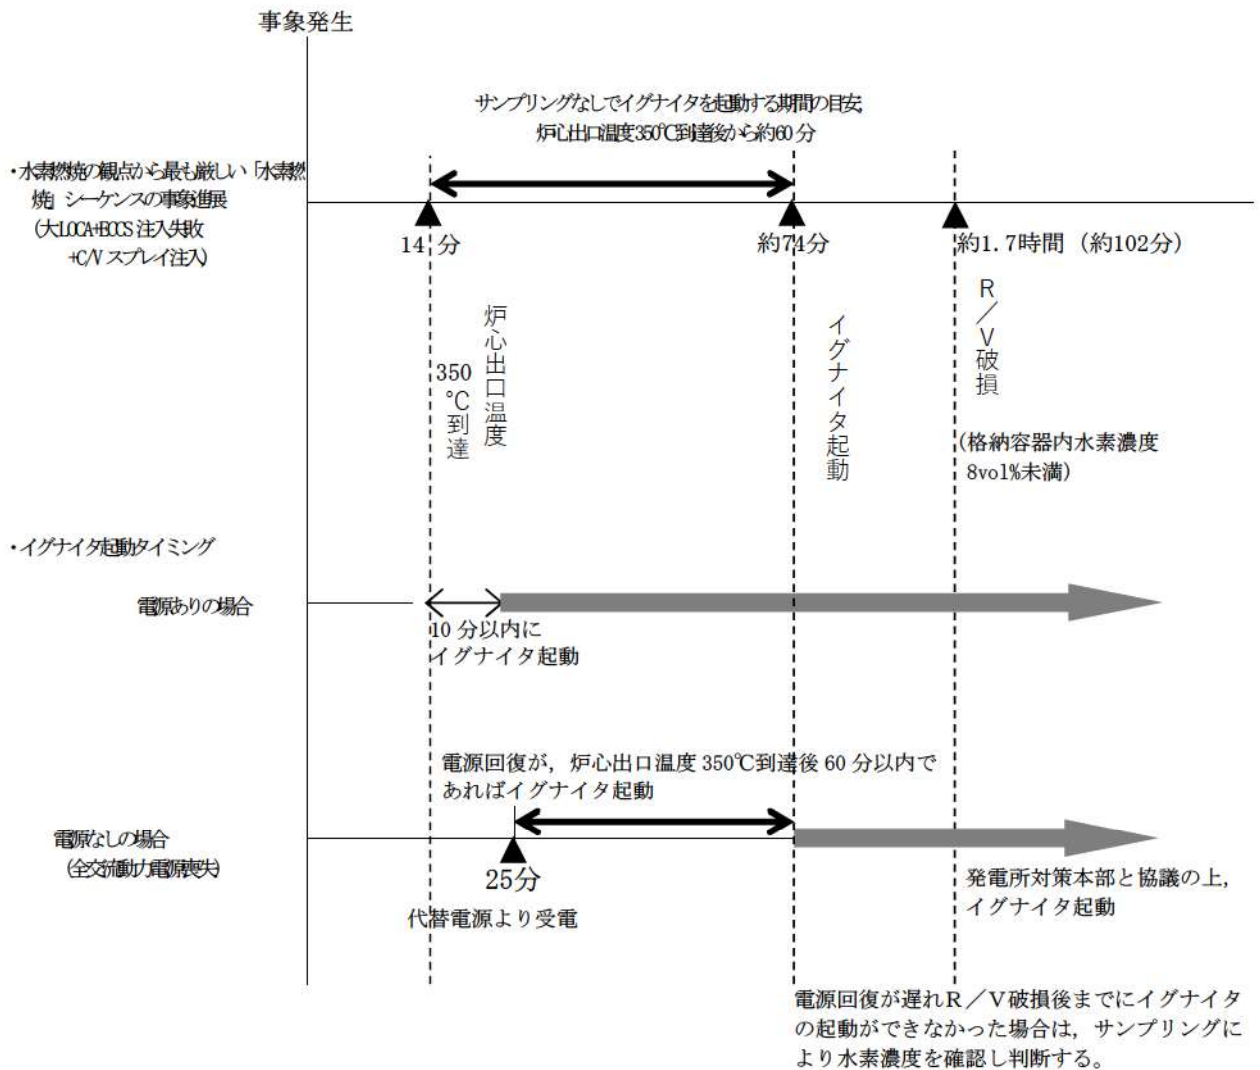 事象発生
サンプリングなしでイグナイタを起動する期間の目安;
炉心出口温度350℃到達後から約60分
・水素燃焼の観点から最も厳しい「水素燃
焼」シーケンスの事象進展
(大LOCA+ECCS注入失敗
+C/Vスプレイ注入)
14分
約74分
約1.7時間(約102分)
炉心出口温度
350℃到達
イグナイタ起動
R/V破損
(格納容器内水素濃度
8vol%未満)
・イグナイタ起動タイミング
電源ありの場合
10分以内に
イグナイタ起動
電源回復が,炉心出口温度350℃到達後60分以内で
あればイグナイタ起動
電源なしの場合
(全交流動力電源喪失)
25分
代替電源より受電
発電所対策本部と協議の上,
イグナイタ起動
電源回復が遅れR/V破損後までにイグナイタ
の起動ができなかった場合は,サンプリングに
より水素濃度を確認し判断する。